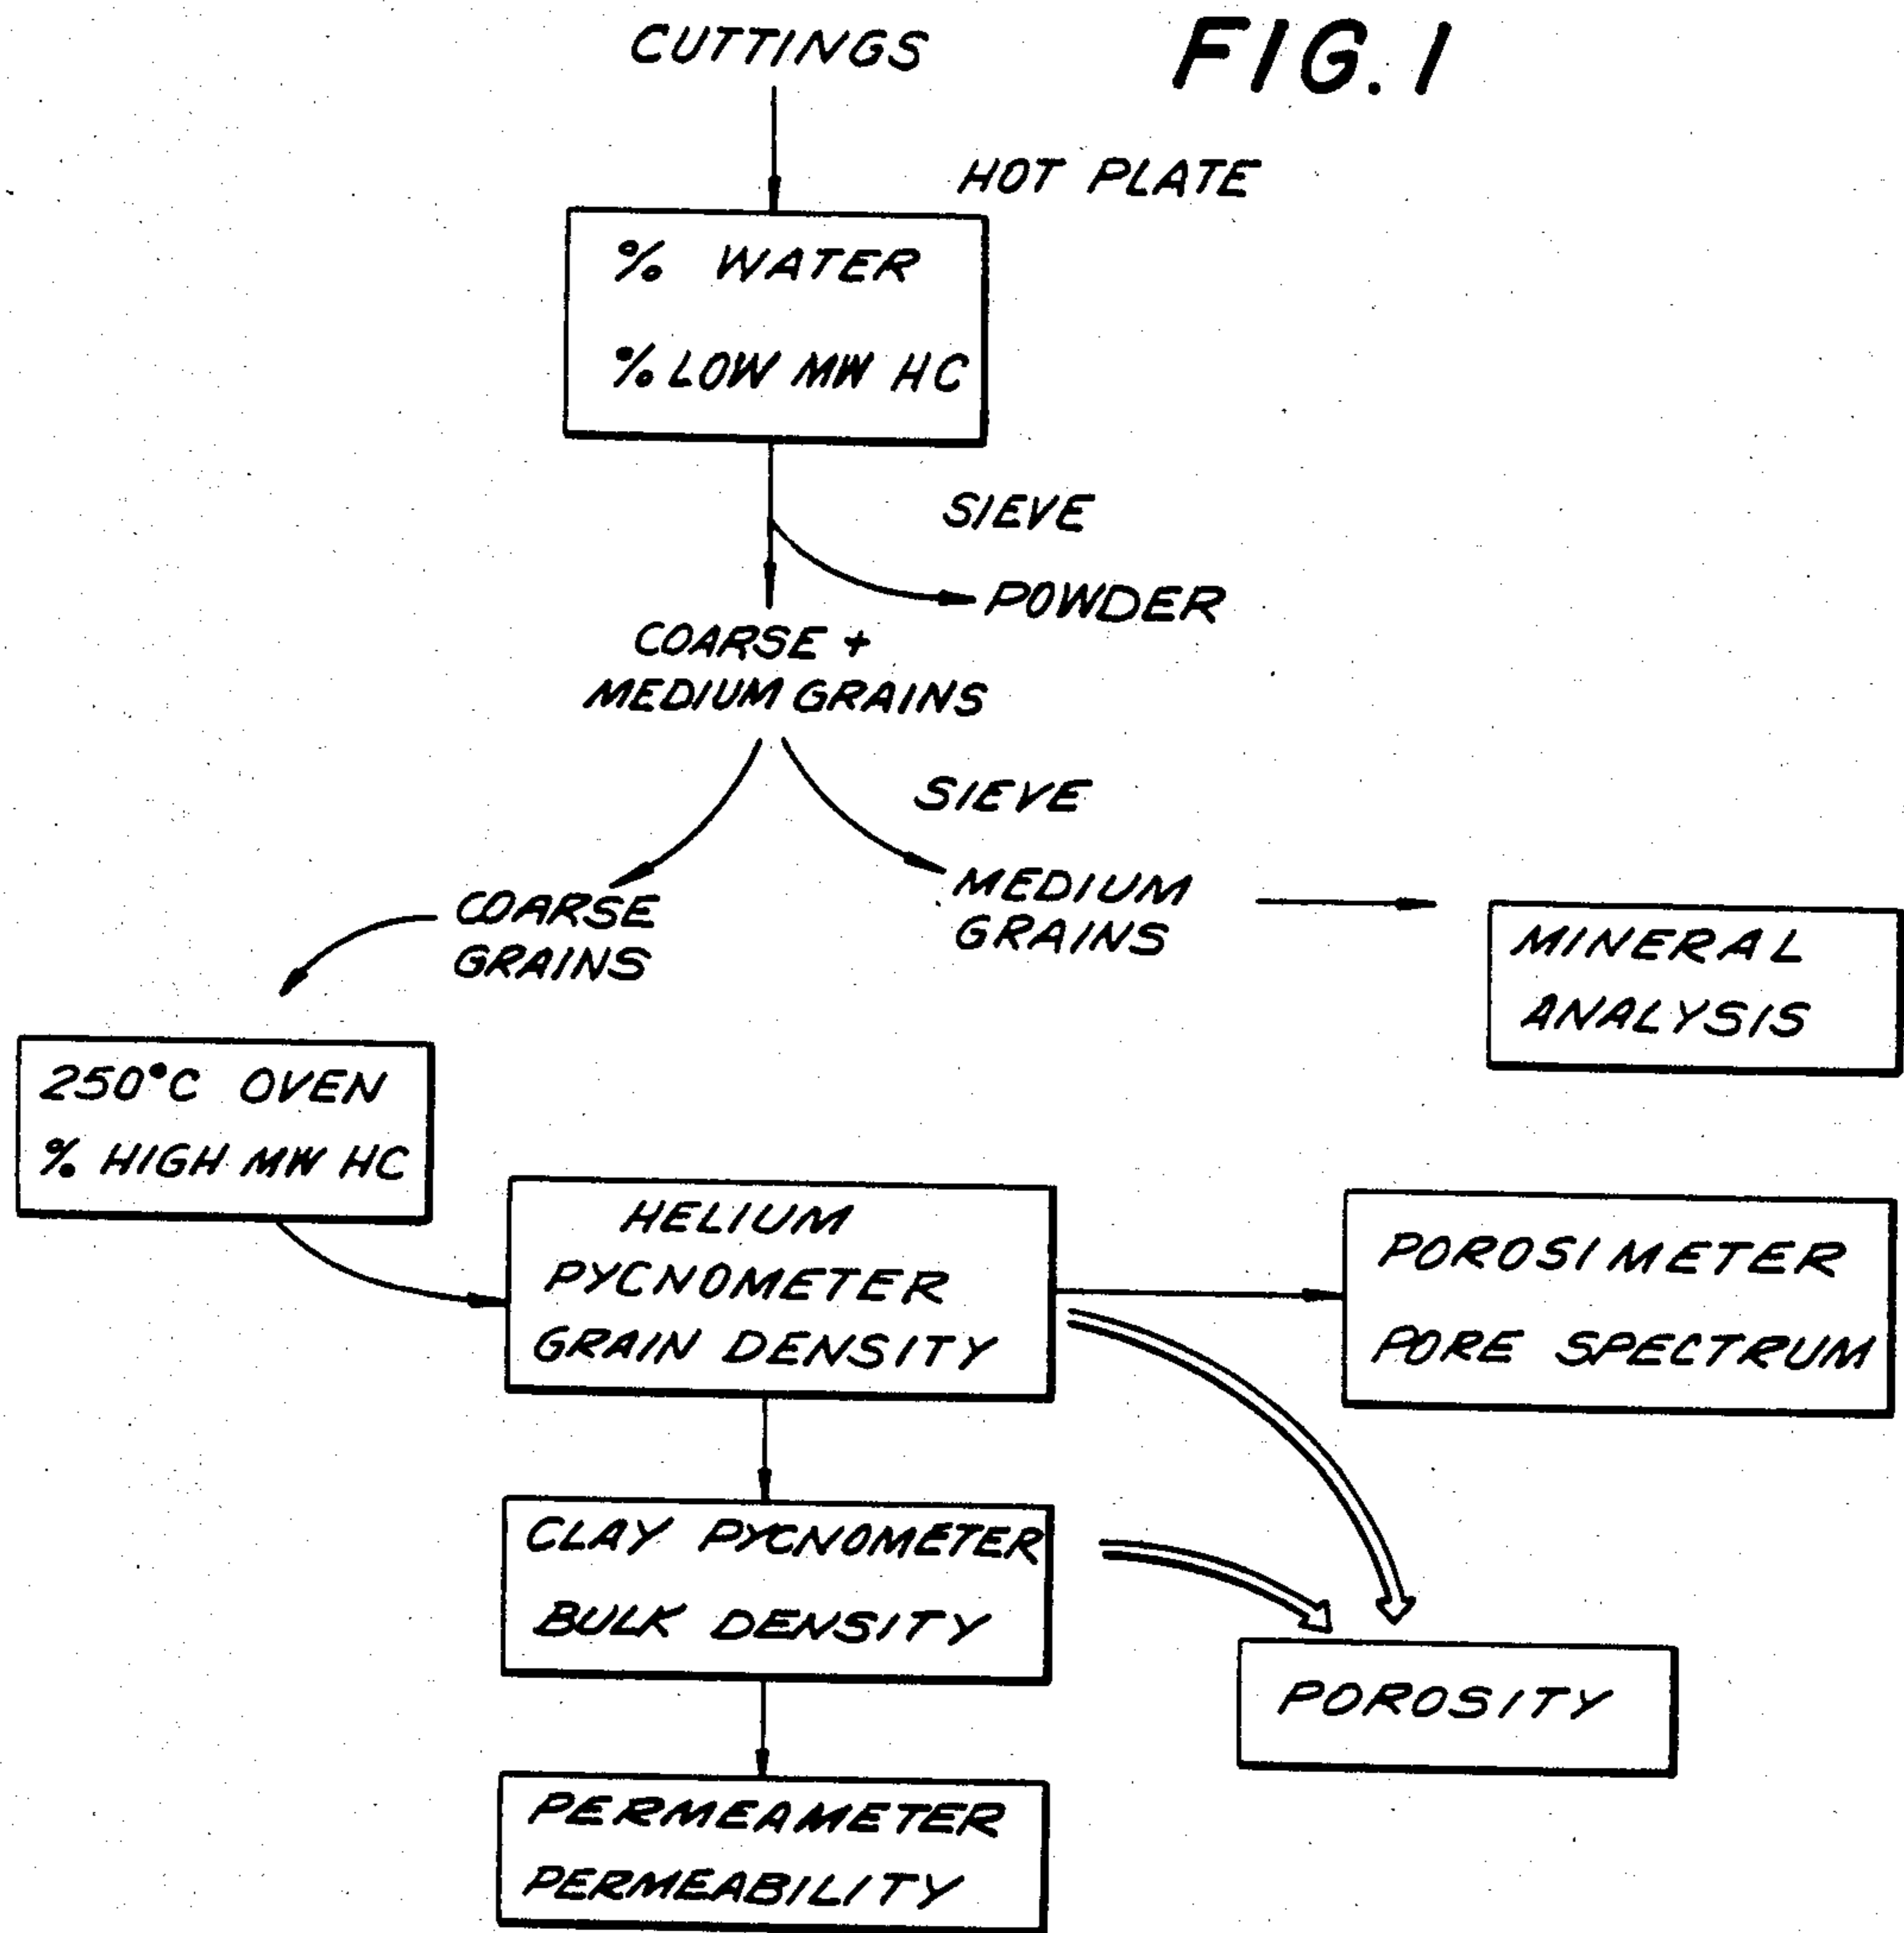 CUTTINGS
FIG. 1
HOT PLATE
% WATER
% LOW MW HC
SIEVE
POWDER
COARSE +
MEDIUM GRAINS
SIEVE
COARSE
GRAINS
MEDIUM
GRAINS
MINERAL
ANALYSIS
250°C OVEN
% HIGH MW HC
HELIUM
PYCNOMETER
GRAIN DENSITY
POROSIMETER
PORE SPECTRUM
CLAY PYCNOMETER
BULK DENSITY
POROSITY
PERMEAMETER
PERMEABILITY